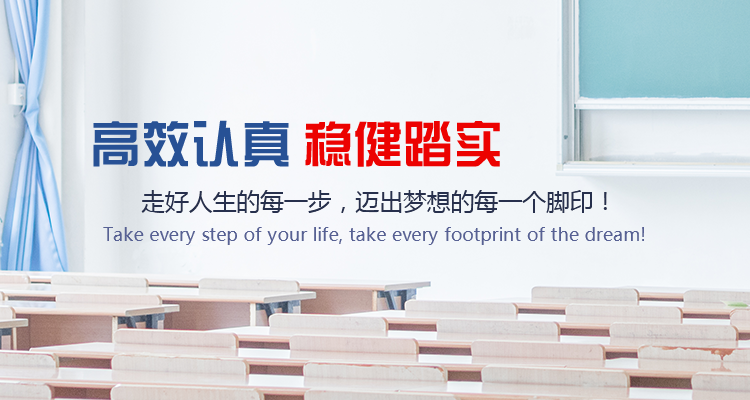 高效认真 稳健踏实
走好人生的每一步，迈出梦想的每一个脚印！
Take every step of your life, take every footprint of the dream!